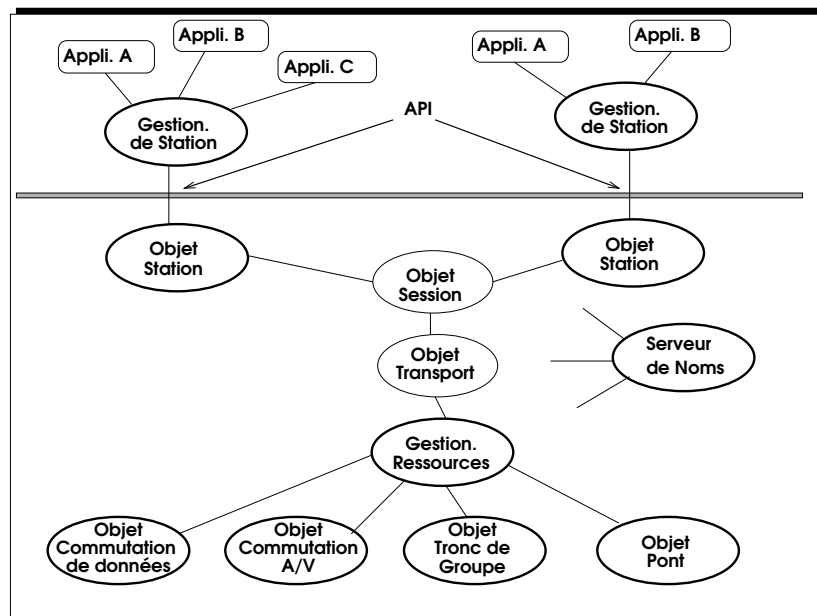 Appli. A
Appli. B
Appli. C
Gestion.
de Station
API
Appli. A
Appli. B
Gestion.
de Station
Objet
Station
Objet
Station
Objet
Session
Objet
Transport
Serveur
de Noms
Gestion.
Ressources
Objet
Commutation
de données
Objet
Commutation
A/V
Objet
Tronc de
Groupe
Objet
Pont